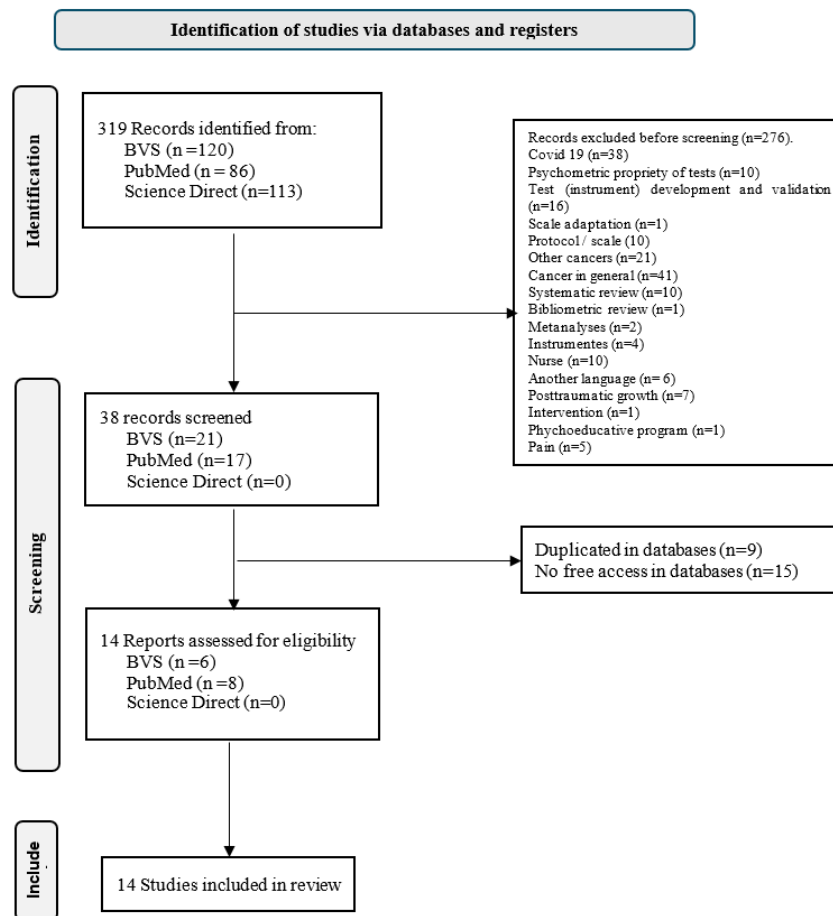 Identification of studies via databases and registers
Identification
319 Records identified from:
BVS (n =120)
PubMed (n = 86)
Science Direct (n=113)
Records excluded before screening (n=276).
Covid 19 (n=38)
Psychometric propriety of tests (n=10)
Test (instrument) development and validation
(n=16)
Scale adaptation (n=1)
Protocol / scale (10)
Other cancers (n=21)
Cancer in general (n=41)
Systematic review (n=10)
Bibliometric review (n=1)
Metanalyses (n=2)
Instrumentes (n=4)
Nurse (n=10)
Another language (n= 6)
Posttraumatic growth (n=7)
Intervention (n=1)
Phychoeducative program (n=1)
Pain (n=5)
Screening
38 records screened
BVS (n=21)
PubMed (n=17)
Science Direct (n=0)
Duplicated in databases (n=9)
No free access in databases (n=15)
14 Reports assessed for eligibility
BVS (n =6)
PubMed (n =8)
Science Direct (n=0)
Include
14 Studies included in review